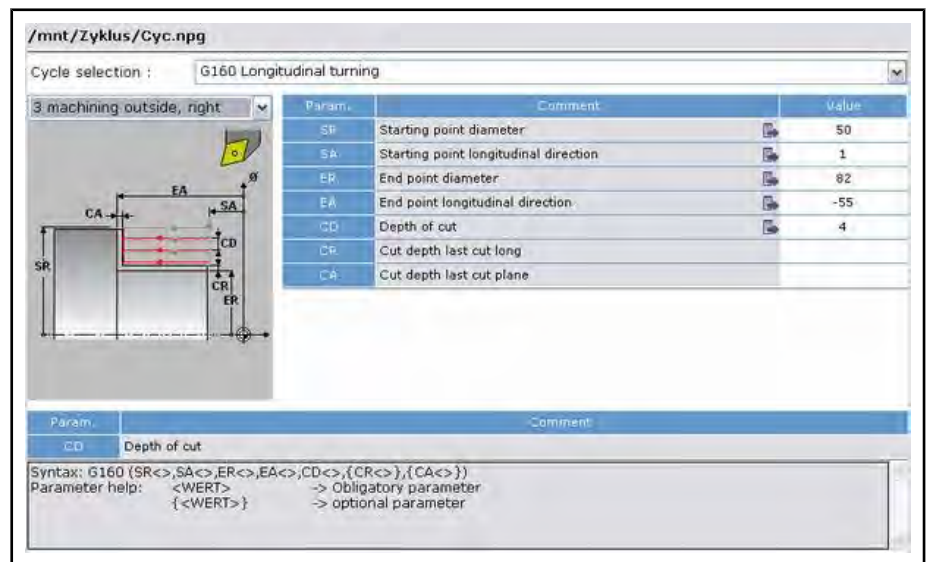 /mnt/Zyklus/Cyc.npg
Cycle selection : G160 Longitudinal turning
3 machining outside, right
Param. Comment Value
SR Starting point diameter 50
SA Starting point longitudinal direction 1
ER End point diameter 82
EA End point longitudinal direction -55
CD Depth of cut 4
CR Cut depth last cut long
CA Cut depth last cut plane
Ø
EA
SA
CA
CD
SR
CR
ER
Param. Comment
CD Depth of cut
Syntax: G160 (SR<>,SA<>,ER<>,EA<>,CD<>,{CR<>},{CA<>})
Parameter help: <WERT> -> Obligatory parameter
{<WERT>} -> optional parameter